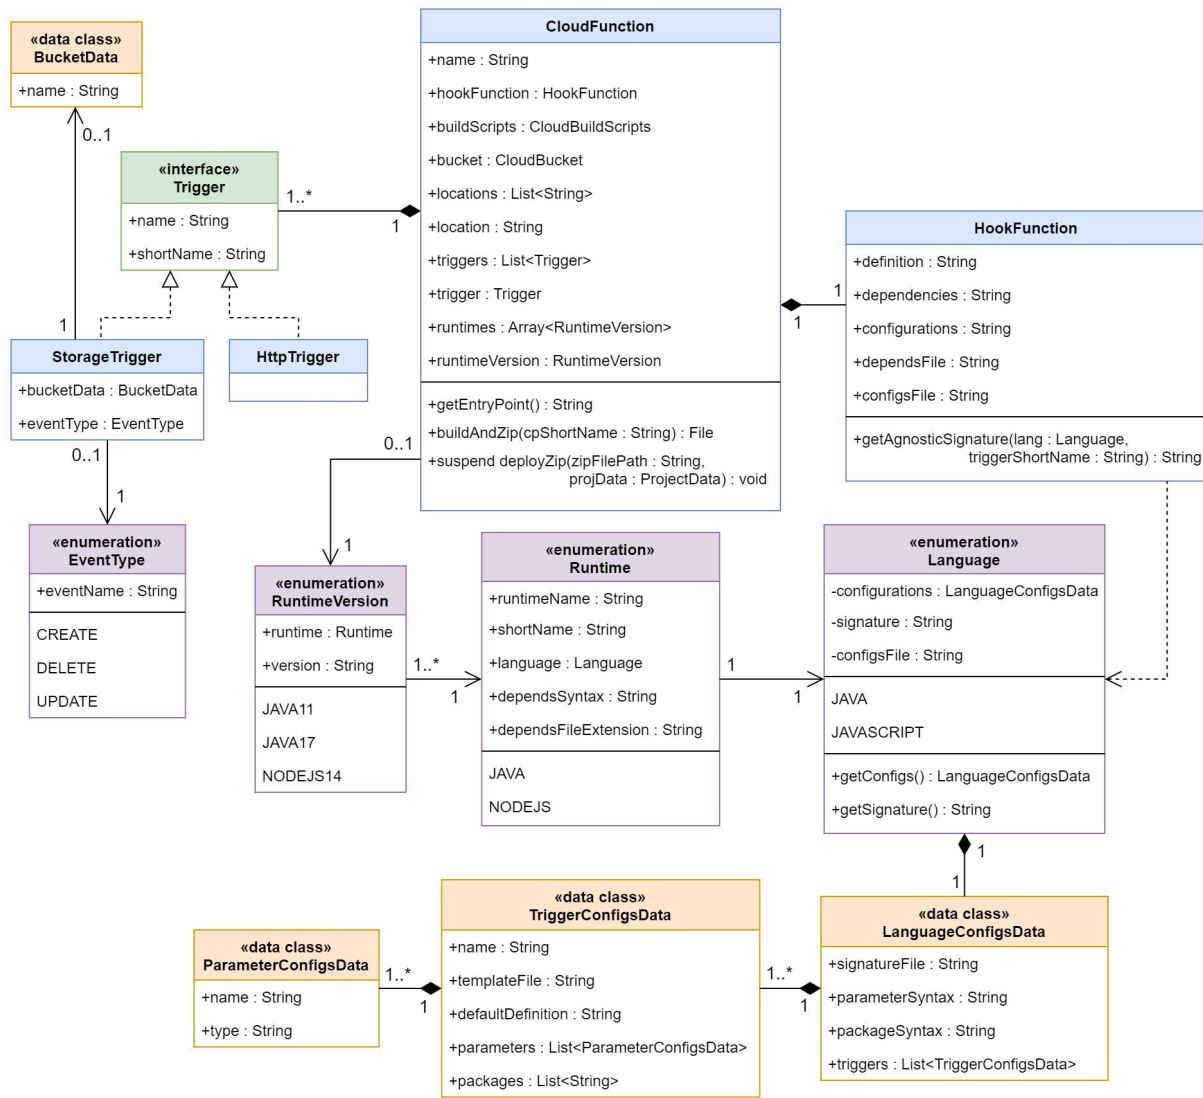 «data class»
BucketData
+name : String
0..1
1
«interface»
Trigger
+name : String
+shortName : String
1..*
1
CloudFunction
+name : String
+hookFunction : HookFunction
+buildScripts : CloudBuildScripts
+bucket : CloudBucket
+locations : List<String>
+location : String
+triggers : List<Trigger>
+trigger : Trigger
+runtimes : Array<RuntimeVersion>
+runtimeVersion : RuntimeVersion
+getEntryPoint() : String
+buildAndZip(cpShortName : String) : File
+suspend deployZip(zipFilePath : String,
projData : ProjectData) : void
1
1
HookFunction
+definition : String
+dependencies : String
+configurations : String
+dependsFile : String
+configsFile : String
+getAgnosticSignature(lang : Language,
triggerShortName : String) : String
StorageTrigger
+bucketData : BucketData
+eventType : EventType
HttpTrigger
0..1
1
0..1
1
«enumeration»
EventType
+eventName : String
CREATE
DELETE
UPDATE
«enumeration»
RuntimeVersion
+runtime : Runtime
+version : String
JAVA11
JAVA17
NODEJS14
1..*
1
«enumeration»
Runtime
+runtimeName : String
+shortName : String
+language : Language
+dependsSyntax : String
+dependsFileExtension : String
JAVA
NODEJS
1
1
«enumeration»
Language
-configurations : LanguageConfigsData
-signature : String
-configsFile : String
JAVA
JAVASCRIPT
+getConfigs() : LanguageConfigsData
+getSignature() : String
1
1
«data class»
ParameterConfigsData
+name : String
+type : String
1..*
1
«data class»
TriggerConfigsData
+name : String
+templateFile : String
+defaultDefinition : String
+parameters : List<ParameterConfigsData>
+packages : List<String>
1..*
1
«data class»
LanguageConfigsData
+signatureFile : String
+parameterSyntax : String
+packageSyntax : String
+triggers : List<TriggerConfigsData>